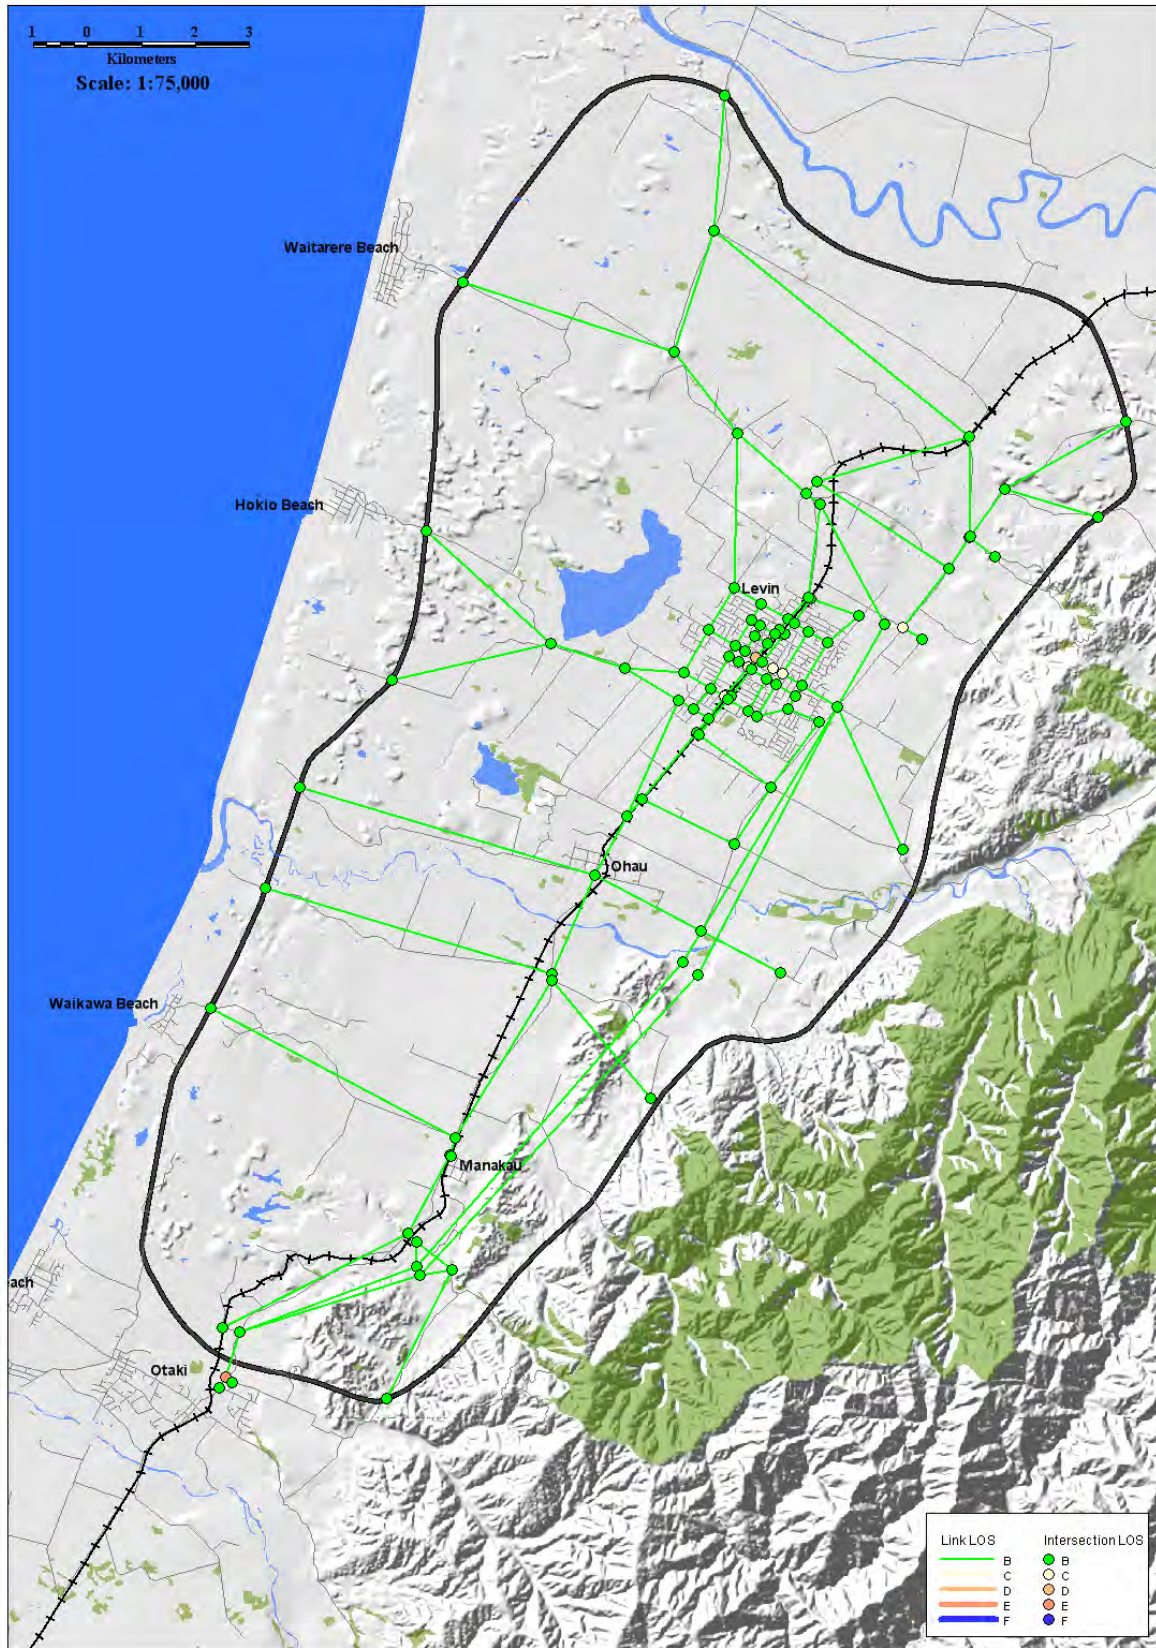 1 0 1 2 3
Kilometers
Scale: 1:75,000
Waitarere Beach
Hokio Beach
Levin
Ohau
Waikawa Beach
Manakau
ach
Otaki
Link LOS Intersection LOS
B B
C C
D D
E E
F F